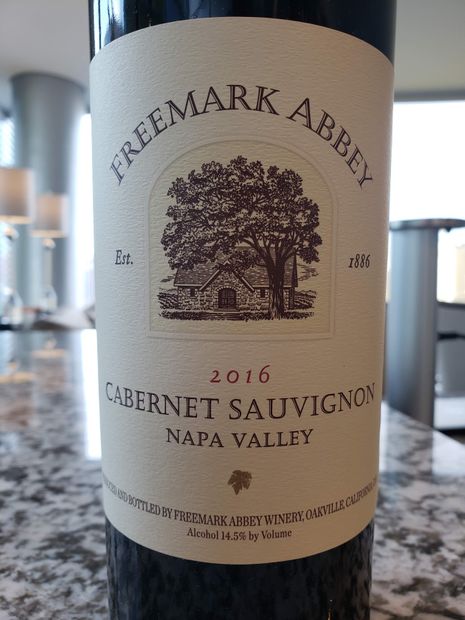 FREEMARK ABBEY
Est. 1886
2016
CABERNET SAUVIGNON
NAPA VALLEY
AND BOTTLED BY FREEMARK ABBEY WINERY, OAKVILLE, CALIFORNIA
Alcohol 14.5% by Volume